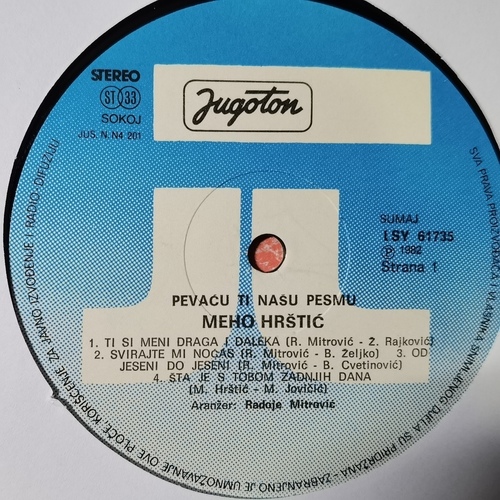 STEREO
ST 33
SOKOJ
JUS. N. N4 201
Jugoton
SUMAJ
LSY 61735
P 1982
Strana 1
PEVAĆU TI NAŠU PESMU
MEHO HRŠTIĆ
1. TI SI MENI DRAGA I DALEKA (R. Mitrović - Ž. Rajković)
2. SVIRAJTE MI NOĆAS (R. Mitrović - B. Željko) 3. OD
JESENI DO JESENI (R. Mitrović - B. Cvetinović)
4. ŠTA JE S TOBOM ZADNJIH DANA
(M. Hrštić - M. Jovičić)
Aranžer: Radoje Mitrović
SVA PRAVA PROIZVOĐAČA I VLASNIKA SNIMLJENOG DJELA SU PRIDRŽANA - ZABRANJENO JE UMNOŽAVANJE OVE PLOČE, KORIŠĆENJE ZA JAVNO IZVOĐENJE I RADIO DIFUZIJU